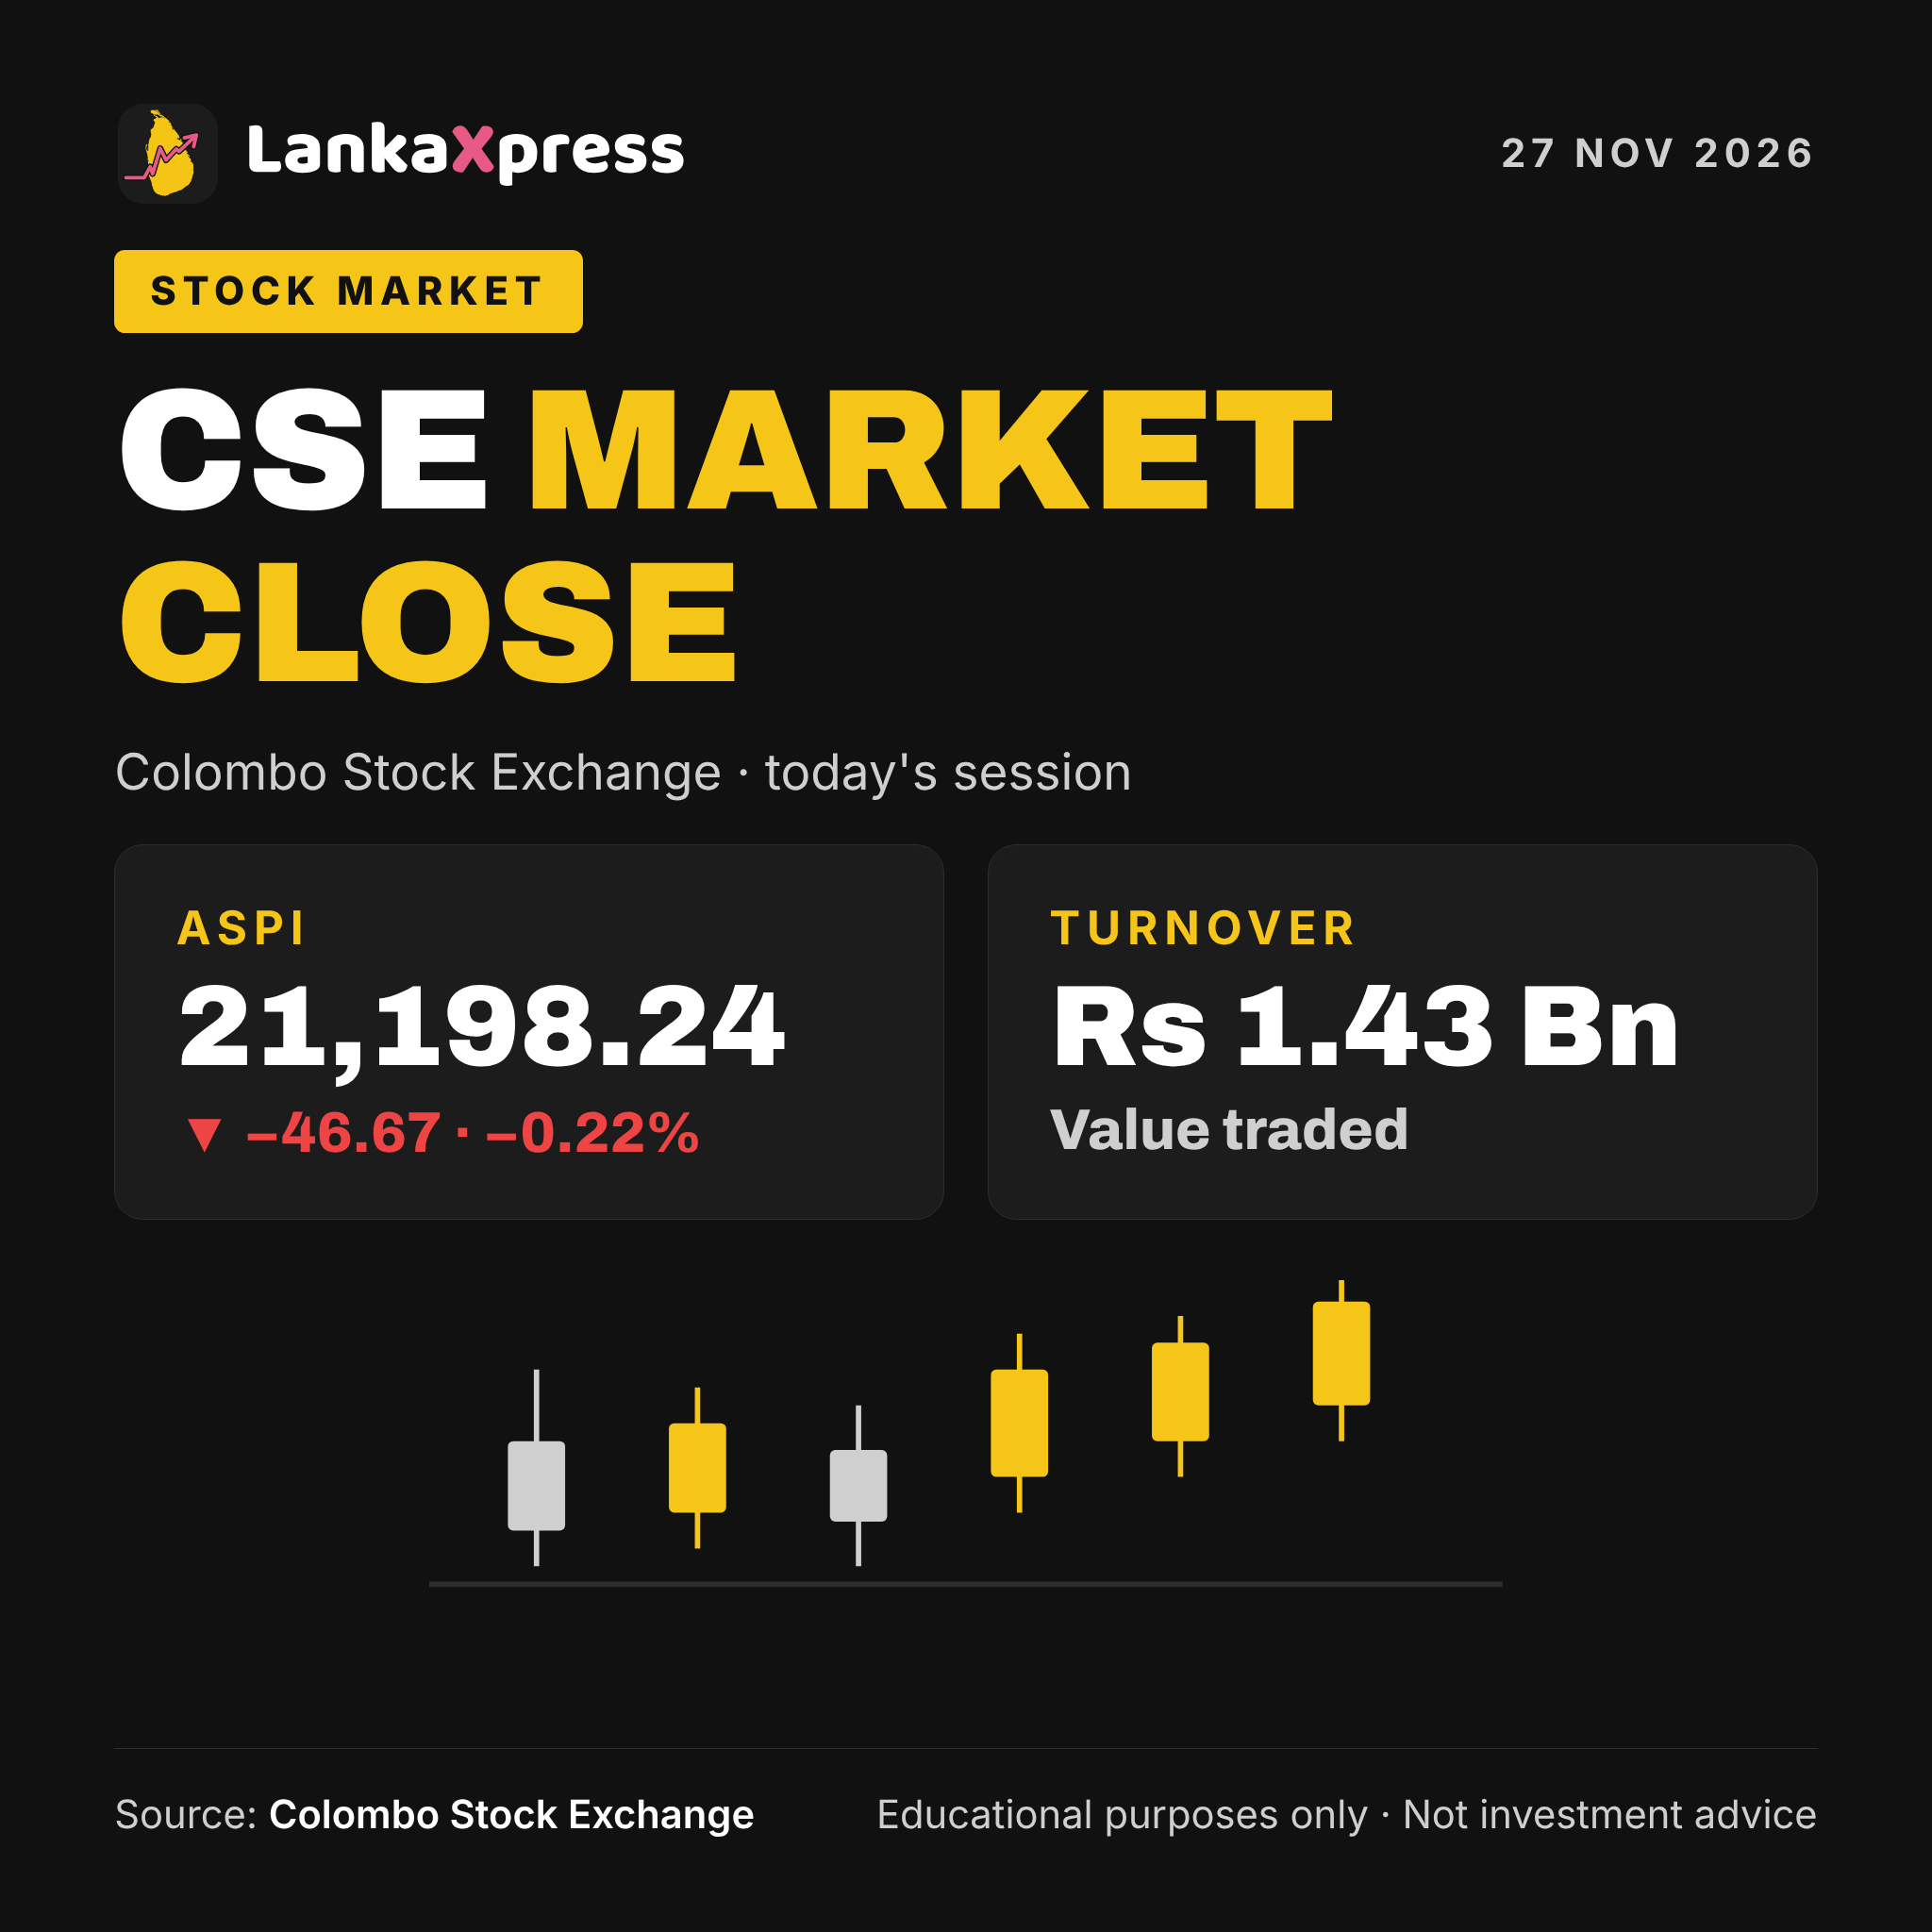 LankaXpress
27 NOV 2026
STOCK MARKET
CSE MARKET
CLOSE
Colombo Stock Exchange · today's session
ASPI
21,198.24
▼ −46.67 · −0.22%
TURNOVER
Rs 1.43 Bn
Value traded
Source: Colombo Stock Exchange
Educational purposes only · Not investment advice